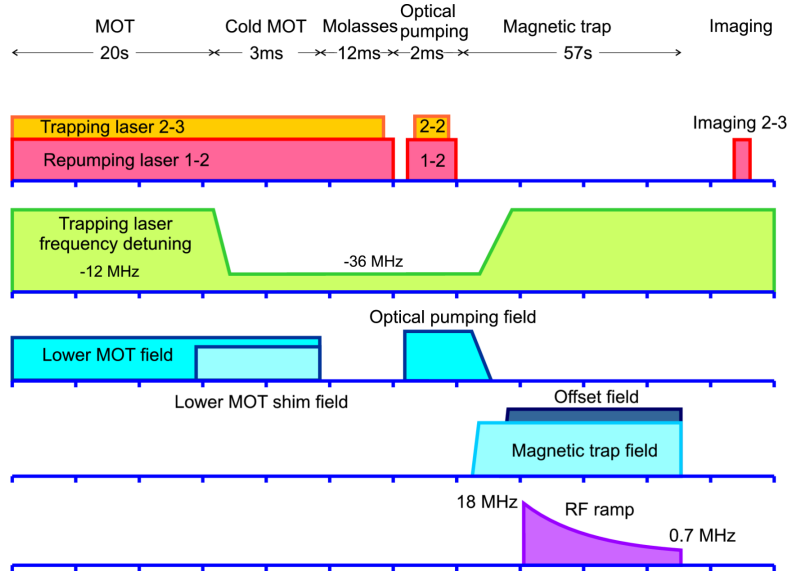 MOT
Cold MOT
Molasses
Optical
pumping
Magnetic trap
Imaging
20s
3ms
12ms
2ms
57s
Trapping laser 2-3
2-2
Imaging 2-3
Repumping laser 1-2
1-2
Trapping laser
frequency detuning
-12 MHz
-36 MHz
Optical pumping field
Lower MOT field
Lower MOT shim field
Offset field
Magnetic trap field
18 MHz
RF ramp
0.7 MHz